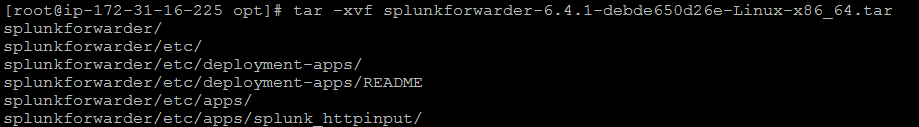 [root@ip-172-31-16-225 opt]# tar -xvf splunkforwarder-6.4.1-debde650d26e-Linux-x86_64.tar
splunkforwarder/
splunkforwarder/etc/
splunkforwarder/etc/deployment-apps/
splunkforwarder/etc/deployment-apps/README
splunkforwarder/etc/apps/
splunkforwarder/etc/apps/splunk_httpinput/